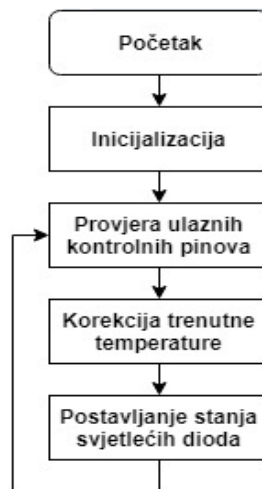 Početak
Inicijalizacija
Provjera ulaznih
kontrolnih pinova
Korekcija trenutne
temperature
Postavljanje stanja
svjetlećih dioda